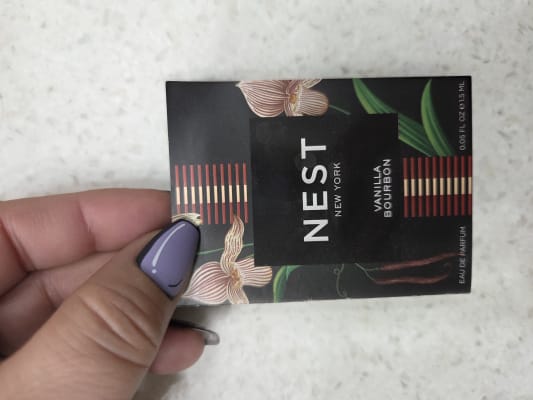 NEST
NEW YORK
VANILLA
BOURBON
EAU DE PARFUM
0.05 FL OZ ℮ 1.5 ML